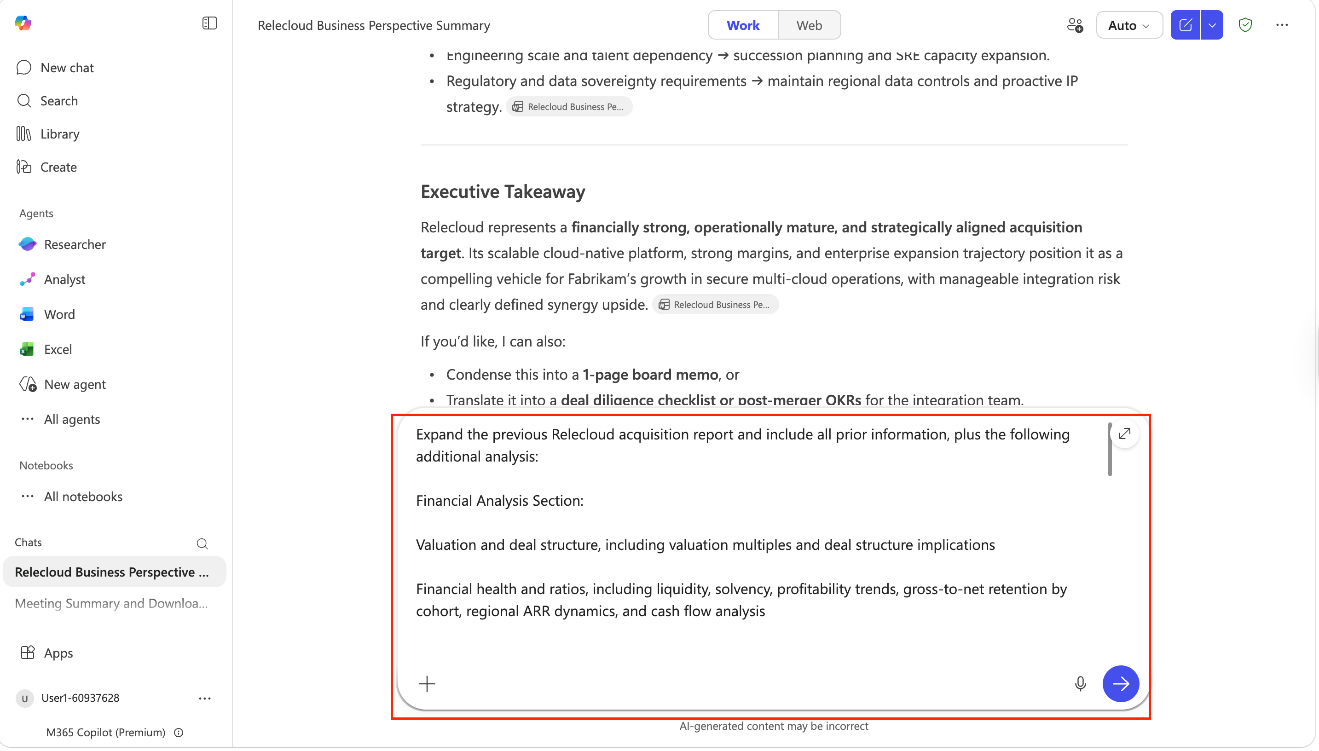 Relecloud Business Perspective Summary
Work
Web
Auto
New chat
Search
Library
Create
Agents
Researcher
Analyst
Word
Excel
New agent
All agents
Notebooks
All notebooks
Chats
Relecloud Business Perspective ...
Meeting Summary and Downloa...
Apps
U
User1-60937628
M365 Copilot (Premium)
• Engineering scale and talent dependency → succession planning and SRE capacity expansion.
• Regulatory and data sovereignty requirements → maintain regional data controls and proactive IP
strategy. Relecloud Business Pe...
Executive Takeaway
Relecloud represents a financially strong, operationally mature, and strategically aligned acquisition
target. Its scalable cloud-native platform, strong margins, and enterprise expansion trajectory position it as a
compelling vehicle for Fabrikam's growth in secure multi-cloud operations, with manageable integration risk
and clearly defined synergy upside. Relecloud Business Pe...
If you'd like, I can also:
• Condense this into a 1-page board memo, or
• Translate it into a deal diligence checklist or post-merger OKRs for the integration team.
Expand the previous Relecloud acquisition report and include all prior information, plus the following
additional analysis:
Financial Analysis Section:
Valuation and deal structure, including valuation multiples and deal structure implications
Financial health and ratios, including liquidity, solvency, profitability trends, gross-to-net retention by
cohort, regional ARR dynamics, and cash flow analysis
AI-generated content may be incorrect